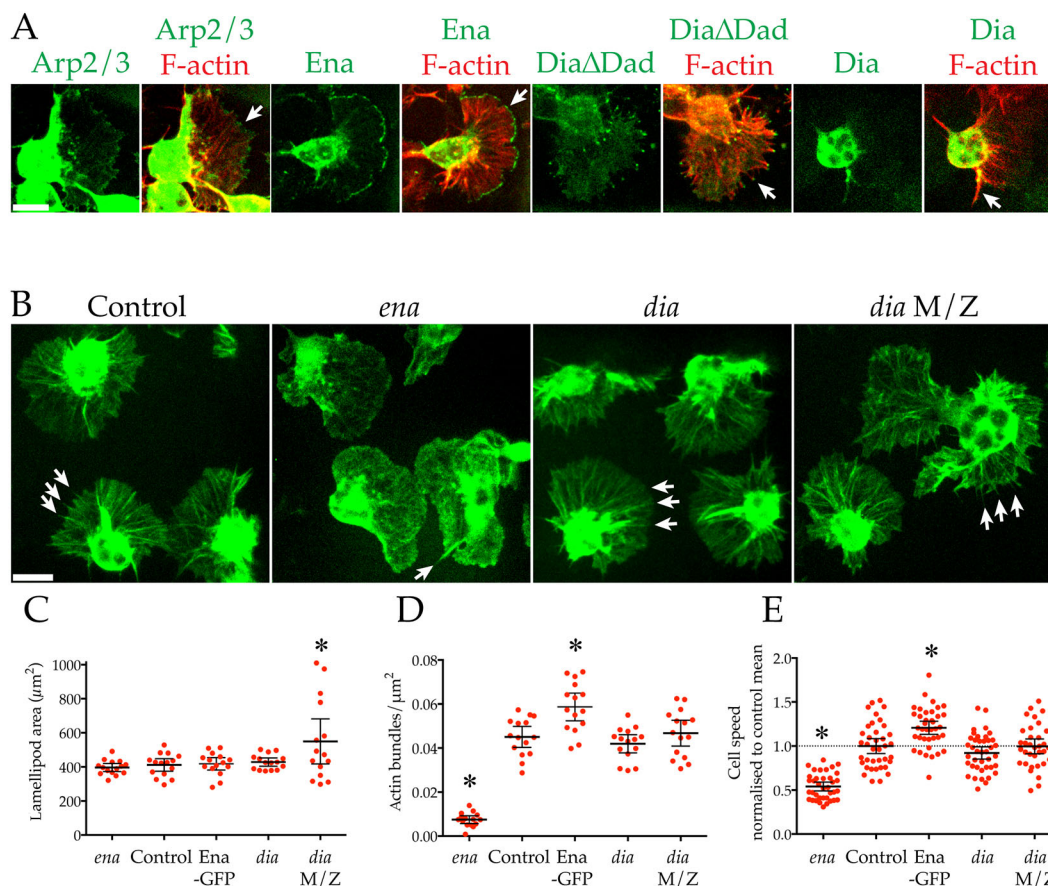 A
Arp2/3
Arp2/3
F-actin
Ena
Ena
F-actin
DiaΔDad
DiaΔDad
F-actin
Dia
Dia
F-actin
B
Control
ena
dia
dia M/Z
C
Lamellipod area (μm²)
1000
800
600
400
200
0
*
ena
Control
Ena
-GFP
dia
dia
M/Z
D
Actin bundles/μm²
0.08
0.06
0.04
0.02
0.00
*
*
ena
Control
Ena
-GFP
dia
dia
M/Z
E
Cell speed
normalised to control mean
2.0
1.5
1.0
0.5
0.0
*
*
ena
Control
Ena
-GFP
dia
dia
M/Z